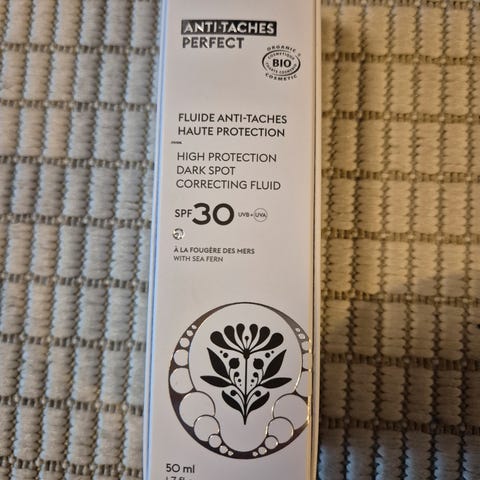 ANTI-TACHES
PERFECT
ORGANIC
COSMETIQUE
BIO
COSMETIC
FLUIDE ANTI-TACHES
HAUTE PROTECTION
HIGH PROTECTION
DARK SPOT
CORRECTING FLUID
SPF 30 UVB + UVA
À LA FOUGÈRE DES MERS
WITH SEA FERN
50 ml